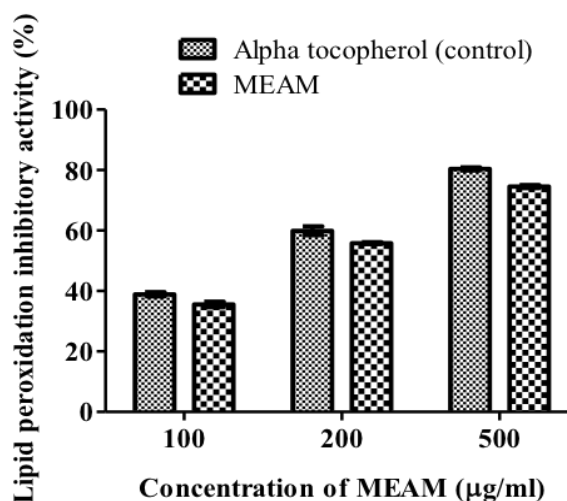 Alpha tocopherol (control)
MEAM
Lipid peroxidation inhibitory activity (%)
100
80
60
40
20
0
100 200 500
Concentration of MEAM (μg/ml)